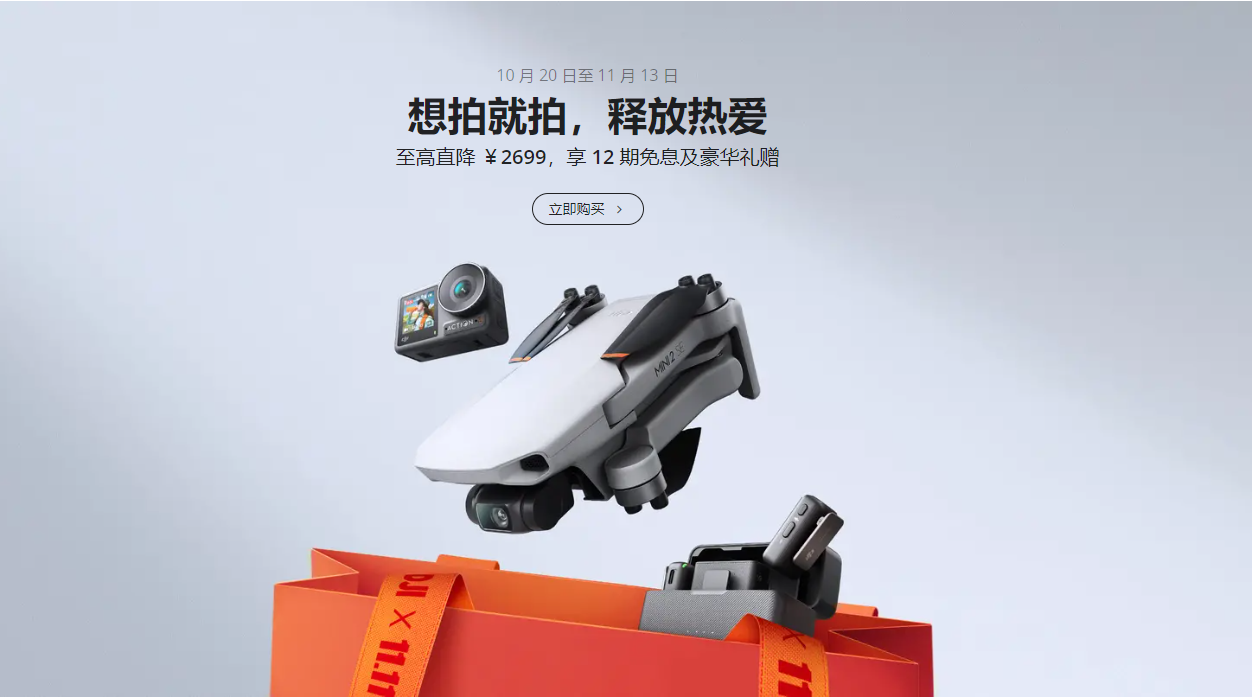 10 月 20 日至 11 月 13 日
想拍就拍，释放热爱
至高直降 ￥2699，享 12 期免息及豪华礼赠
立即购买 >
ACTION
MINI 2 SE
DJI × 11.11
× 11